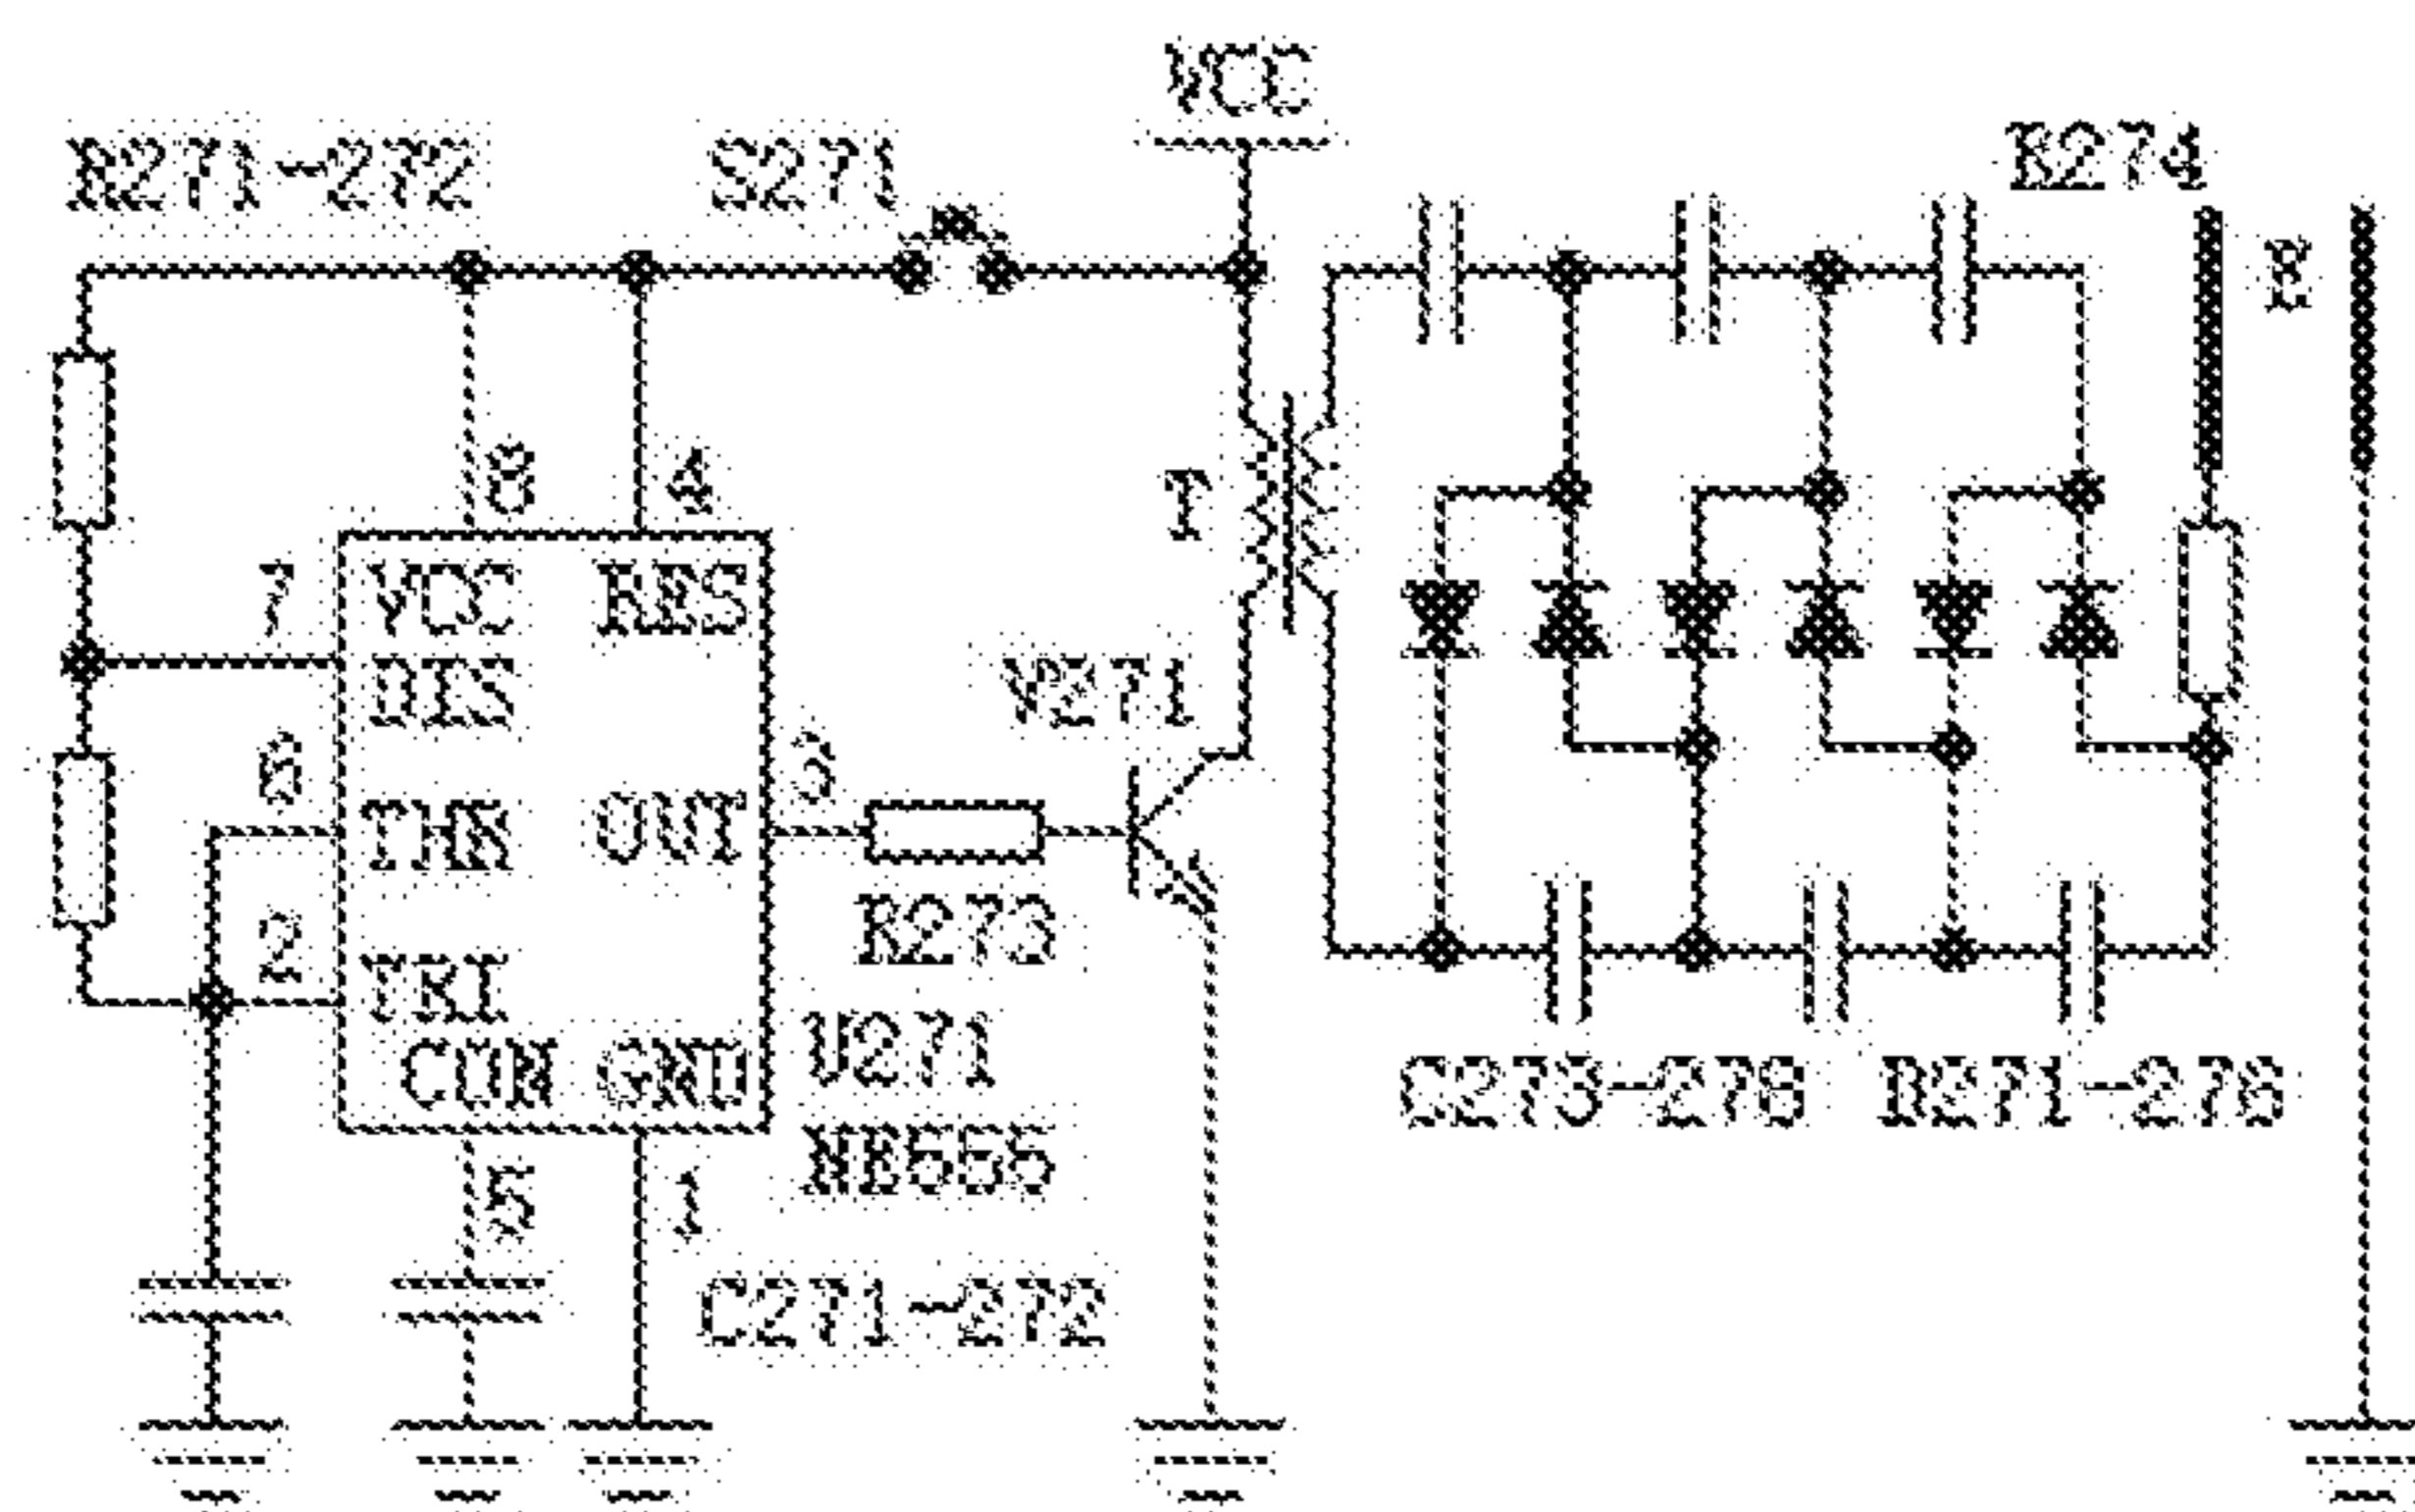 VCC
R271-272
S271
R274
E
8
4
7
VCC
RES
T
DIS
V271
6
3
THR
OUT
R273
2
TRI
U271
CON
GND
C273-278
D271-276
NE555
5
1
C271-272